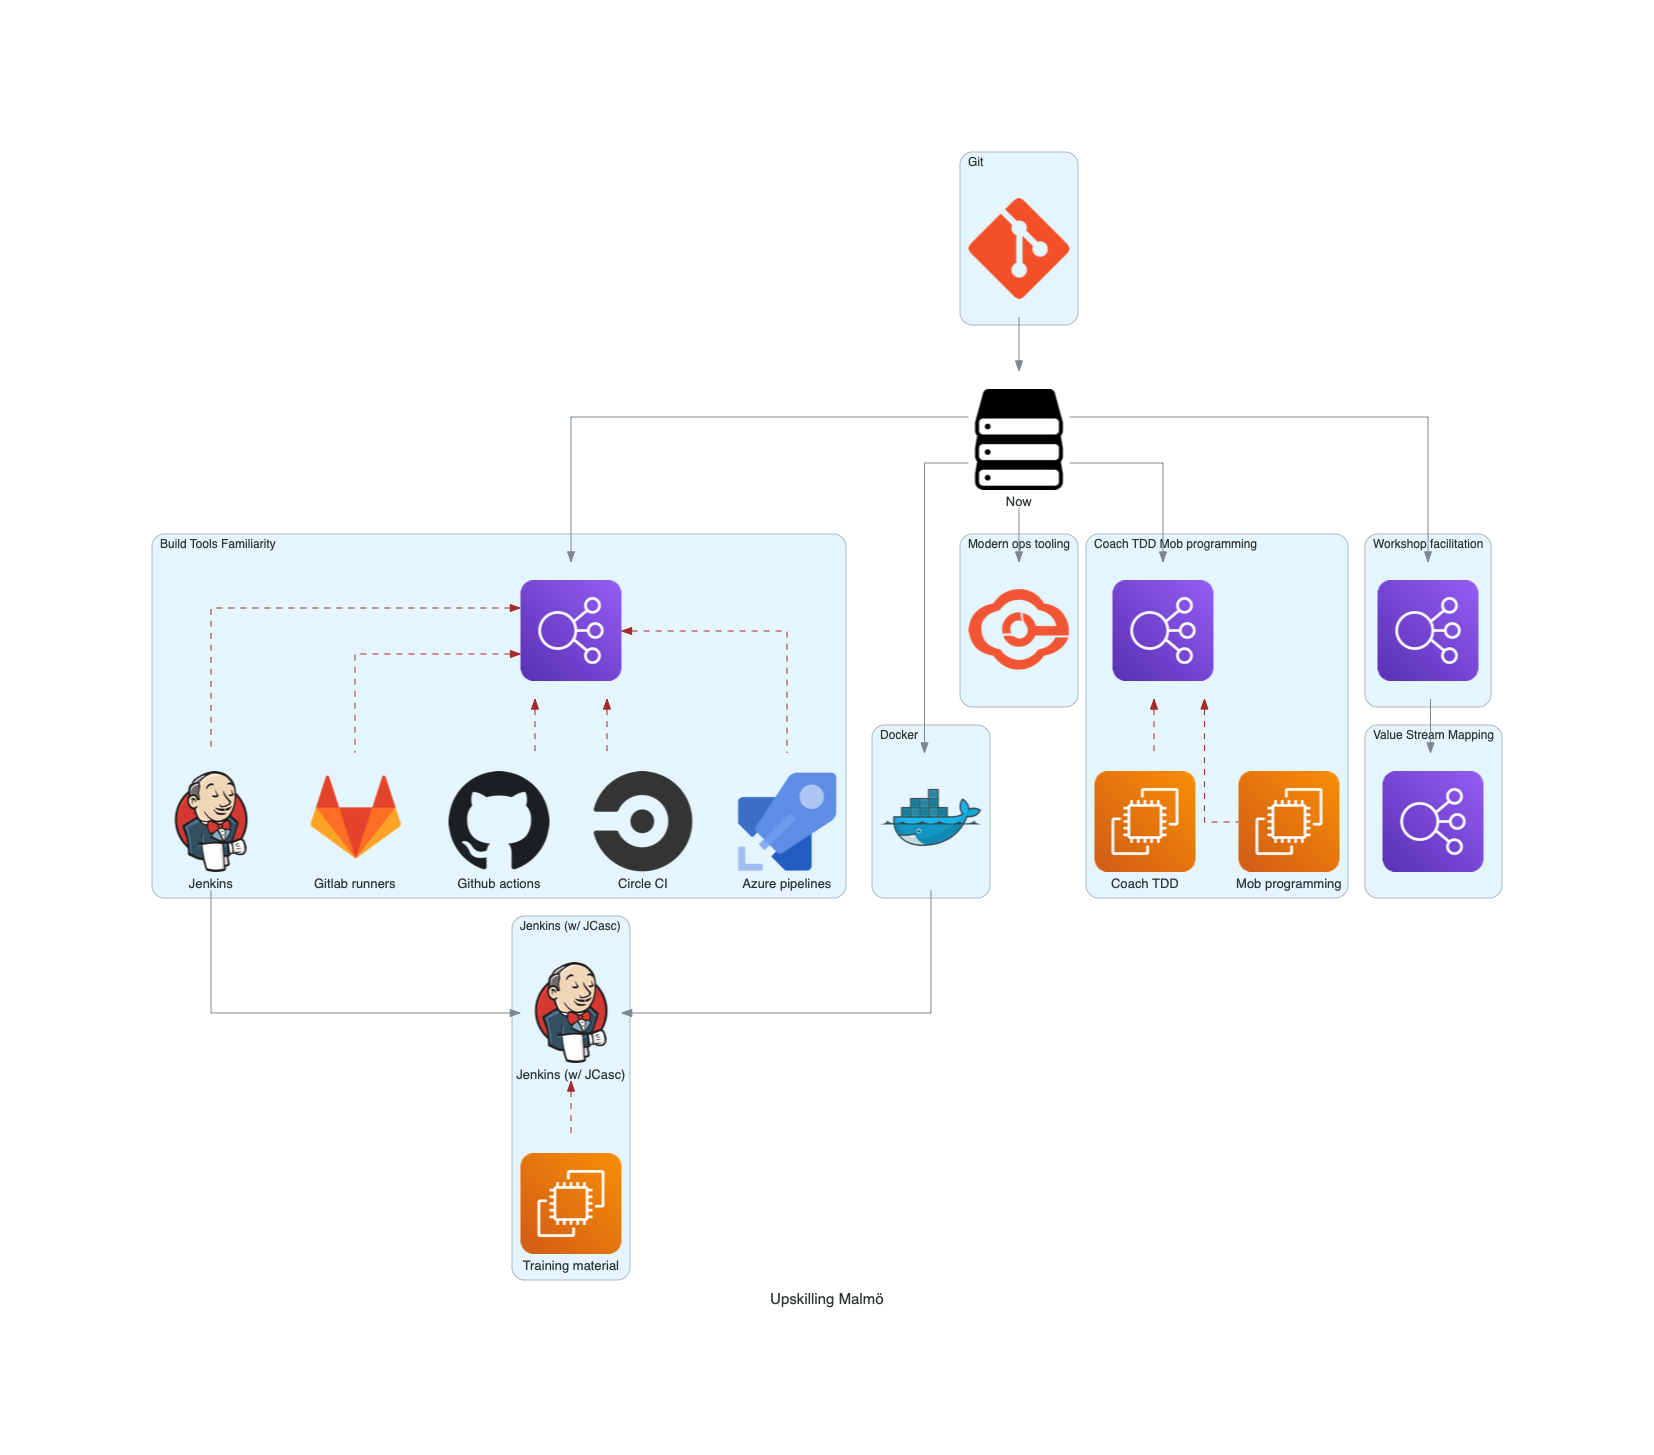 Git
Now
Build Tools Familiarity
Modern ops tooling
Coach TDD Mob programming
Workshop facilitation
Docker
Value Stream Mapping
Jenkins
Gitlab runners
Github actions
Circle CI
Azure pipelines
Coach TDD
Mob programming
Jenkins (w/ JCasc)
Jenkins (w/ JCasc)
Training material
Upskilling Malmö